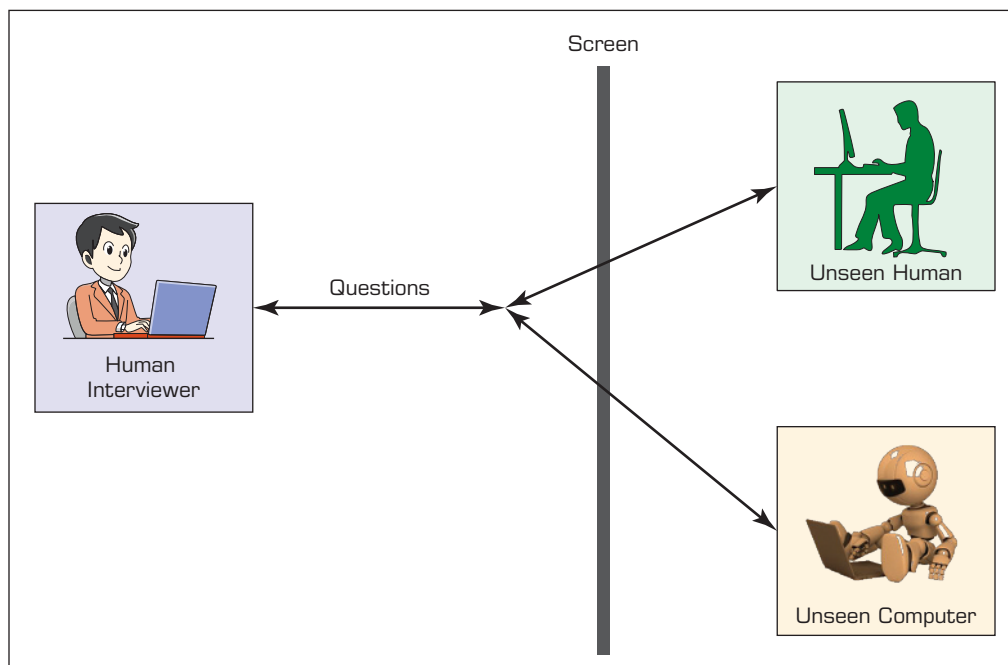 Screen
Unseen Human
Questions
Human
Interviewer
Unseen Computer